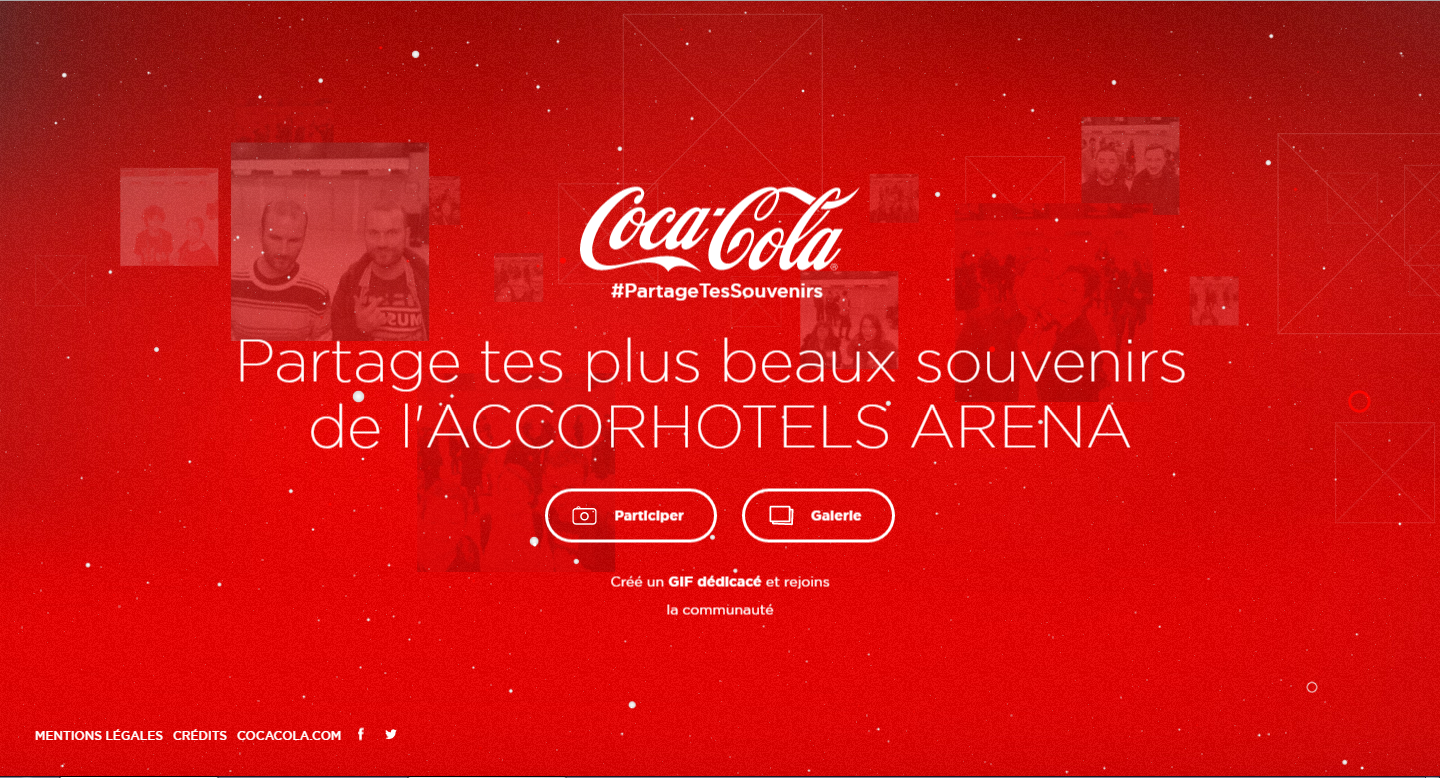 Coca-Cola®
#PartageTesSouvenirs
Partage tes plus beaux souvenirs
de l'ACCORHOTELS ARENA
Participer
Galerie
Créé un GIF dédicacé et rejoins
la communauté
MENTIONS LÉGALES CRÉDITS COCACOLA.COM